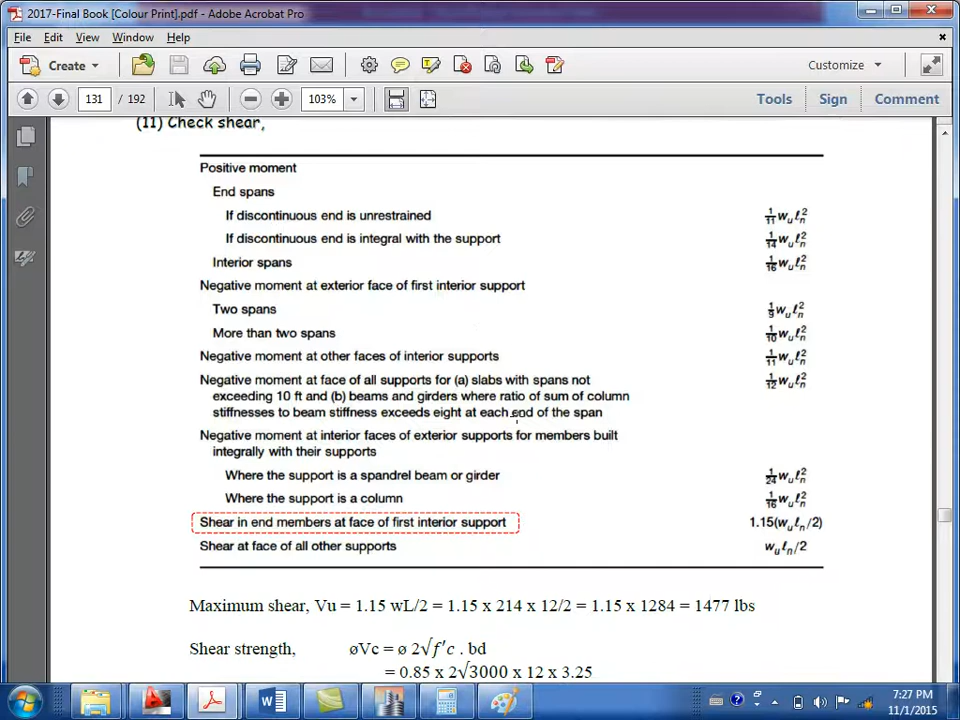 2017-Final Book [Colour Print].pdf - Adobe Acrobat Pro
File Edit View Window Help
Create Customize
131 / 192 103% Tools Sign Comment
(11) Check shear,
Positive moment
End spans
If discontinuous end is unrestrained 1/11 wᵤℓₙ²
If discontinuous end is integral with the support 1/14 wᵤℓₙ²
Interior spans 1/16 wᵤℓₙ²
Negative moment at exterior face of first interior support
Two spans 1/9 wᵤℓₙ²
More than two spans 1/10 wᵤℓₙ²
Negative moment at other faces of interior supports 1/11 wᵤℓₙ²
Negative moment at face of all supports for (a) slabs with spans not 1/12 wᵤℓₙ²
exceeding 10 ft and (b) beams and girders where ratio of sum of column
stiffnesses to beam stiffness exceeds eight at each end of the span
Negative moment at interior faces of exterior supports for members built
integrally with their supports
Where the support is a spandrel beam or girder 1/24 wᵤℓₙ²
Where the support is a column 1/16 wᵤℓₙ²
Shear in end members at face of first interior support 1.15(wᵤℓₙ/2)
Shear at face of all other supports wᵤℓₙ/2
Maximum shear, Vu = 1.15 wL/2 = 1.15 x 214 x 12/2 = 1.15 x 1284 = 1477 lbs
Shear strength, øVc = ø 2√f'c . bd
= 0.85 x 2√3000 x 12 x 3.25
7:27 PM
11/1/2015